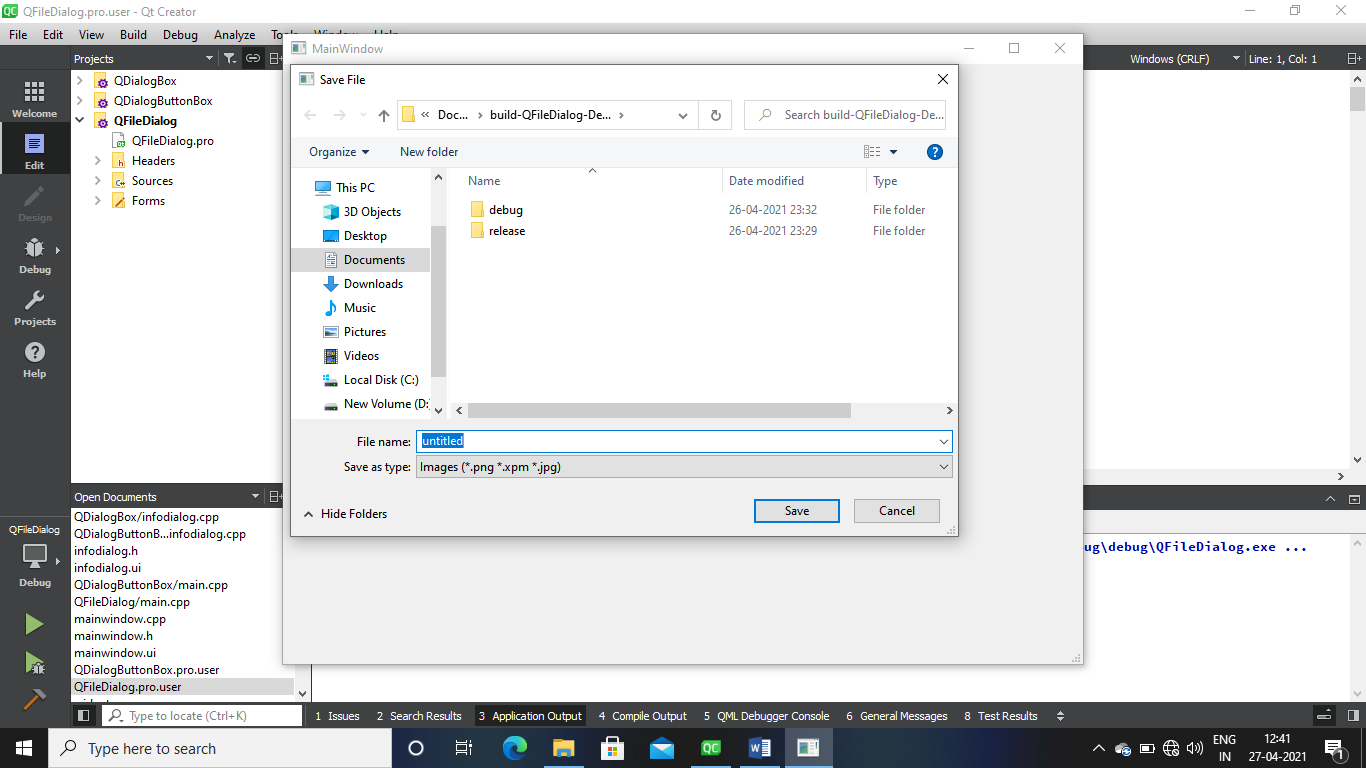 QFileDialog.pro.user - Qt Creator
File Edit View Build Debug Analyze
MainWindow
Projects
Windows (CRLF) Line: 1, Col: 1
Welcome
Edit
Design
Debug
Projects
Help
QDialogBox
QDialogButtonBox
QFileDialog
QFileDialog.pro
Headers
Sources
Forms
Save File
« Doc... › build-QFileDialog-De... ›
Search build-QFileDialog-De...
Organize New folder
This PC
3D Objects
Desktop
Documents
Downloads
Music
Pictures
Videos
Local Disk (C:)
New Volume (D:
Name Date modified Type
debug 26-04-2021 23:32 File folder
release 26-04-2021 23:29 File folder
File name: untitled
Save as type: Images (*.png *.xpm *.jpg)
Hide Folders Save Cancel
Open Documents
QDialogBox/infodialog.cpp
QDialogButtonB...infodialog.cpp
infodialog.h
infodialog.ui
QDialogButtonBox/main.cpp
QFileDialog/main.cpp
mainwindow.cpp
mainwindow.h
mainwindow.ui
QDialogButtonBox.pro.user
QFileDialog.pro.user
QFileDialog
Debug
ug\debug\QFileDialog.exe ...
Type to locate (Ctrl+K) 1 Issues 2 Search Results 3 Application Output 4 Compile Output 5 QML Debugger Console 6 General Messages 8 Test Results
Type here to search
ENG
IN
12:41
27-04-2021
1